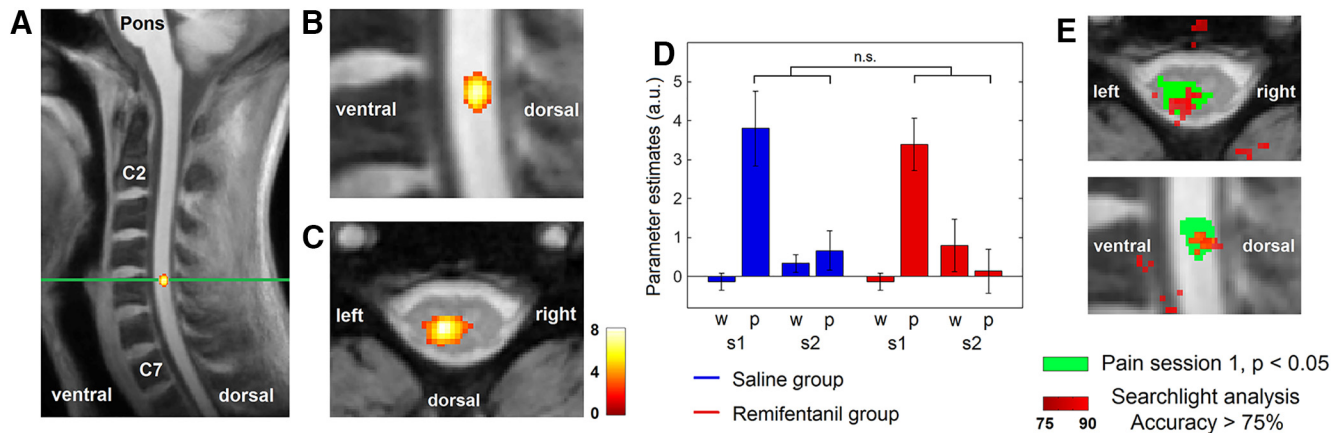 A
Pons
C2
C7
ventral
dorsal
B
ventral
dorsal
C
left
right
dorsal
8
4
0
D
n.s.
Parameter estimates (a.u.)
5
4
3
2
1
0
w p w p w p w p
s1 s2 s1 s2
Saline group
Remifentanil group
E
left
right
ventral
dorsal
Pain session 1, p < 0.05
Searchlight analysis
75 90 Accuracy > 75%